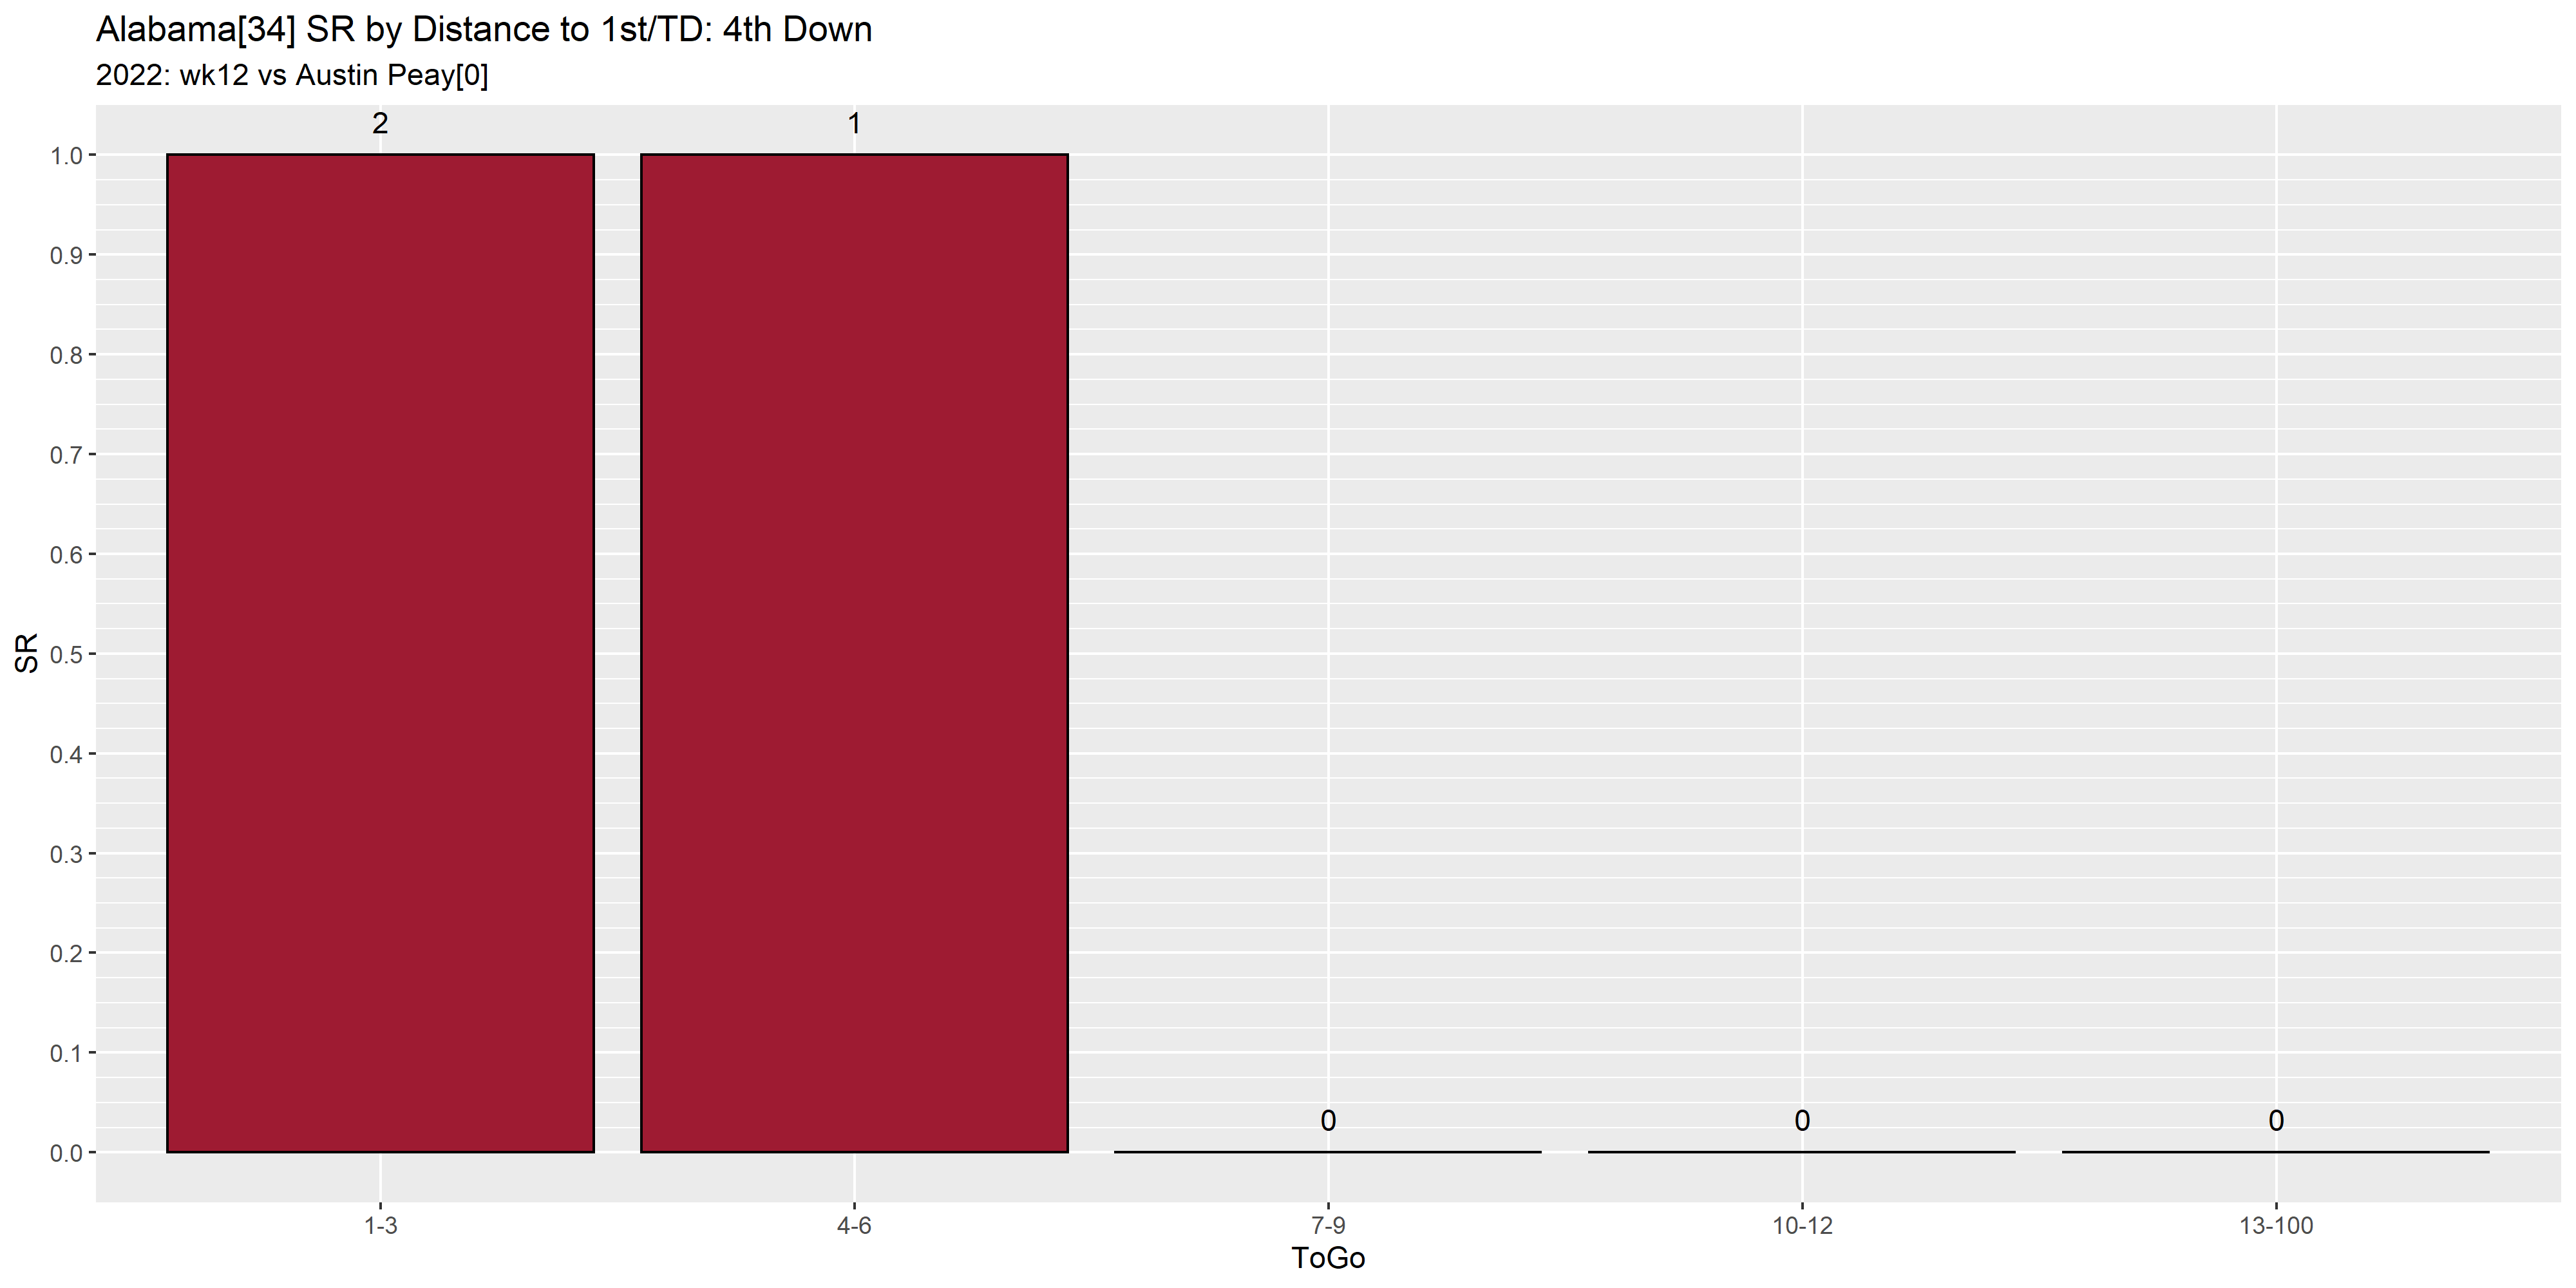 Alabama[34] SR by Distance to 1st/TD: 4th Down
2022: wk12 vs Austin Peay[0]
2 1
1.0
0.9
0.8
0.7
0.6
0.5
0.4
0.3
0.2
0.1
0.0
SR
0 0 0
1-3 4-6 7-9 10-12 13-100
ToGo